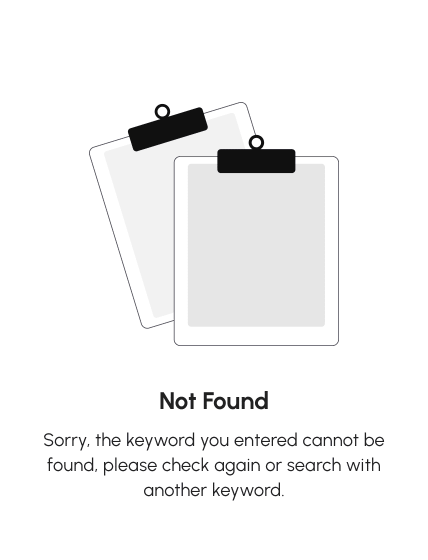 Not Found
Sorry, the keyword you entered cannot be
found, please check again or search with
another keyword.